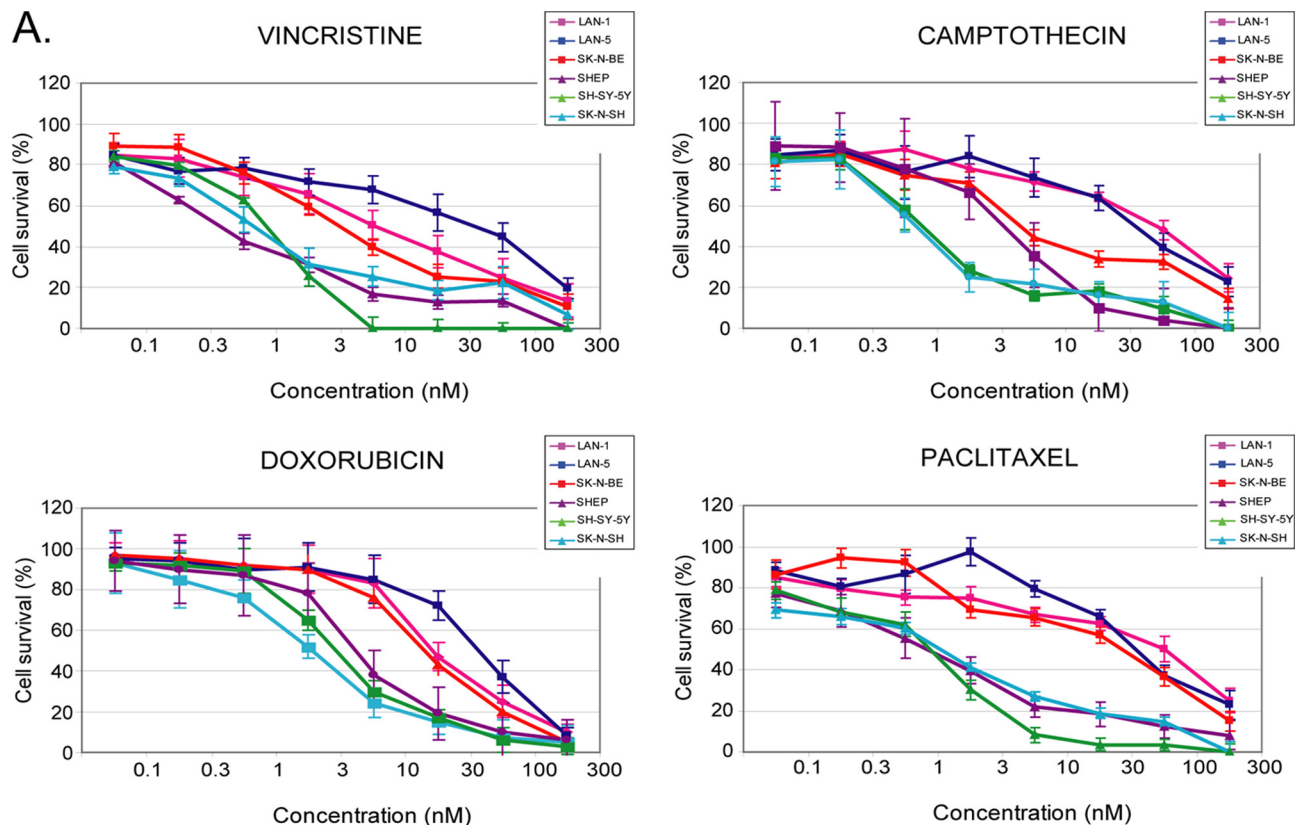 A.
VINCRISTINE
LAN-1
LAN-5
SK-N-BE
SHEP
SH-SY-5Y
SK-N-SH
Cell survival (%)
120
100
80
60
40
20
0
0.1 0.3 1 3 10 30 100 300
Concentration (nM)
CAMPTOTHECIN
LAN-1
LAN-5
SK-N-BE
SHEP
SH-SY-5Y
SK-N-SH
Cell survival (%)
120
100
80
60
40
20
0
0.1 0.3 1 3 10 30 100 300
Concentration (nM)
DOXORUBICIN
LAN-1
LAN-5
SK-N-BE
SHEP
SH-SY-5Y
SK-N-SH
Cell survival (%)
120
100
80
60
40
20
0
0.1 0.3 1 3 10 30 100 300
Concentration (nM)
PACLITAXEL
LAN-1
LAN-5
SK-N-BE
SHEP
SH-SY-5Y
SK-N-SH
Cell survival (%)
120
100
80
60
40
20
0
0.1 0.3 1 3 10 30 100 300
Concentration (nM)